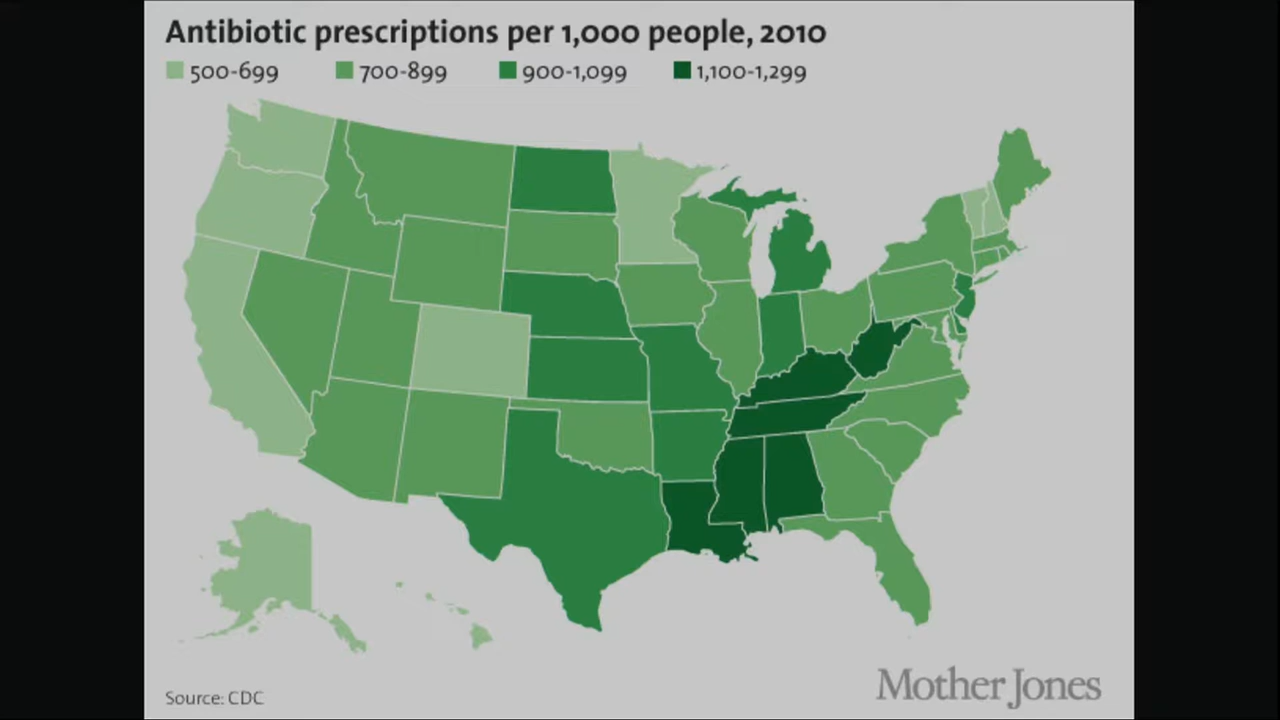 Antibiotic prescriptions per 1,000 people, 2010
500-699 700-899 900-1,099 1,100-1,299
Source: CDC
Mother Jones